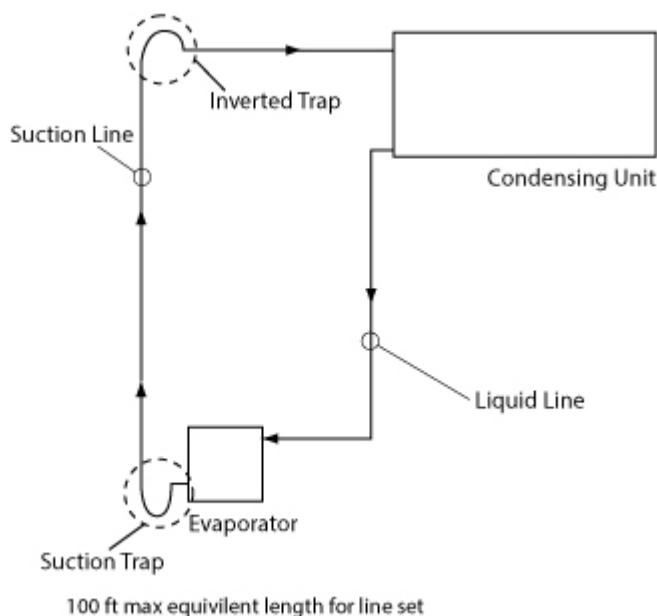 Inverted Trap
Suction Line
Condensing Unit
Liquid Line
Evaporator
Suction Trap
100 ft max equivilent length for line set